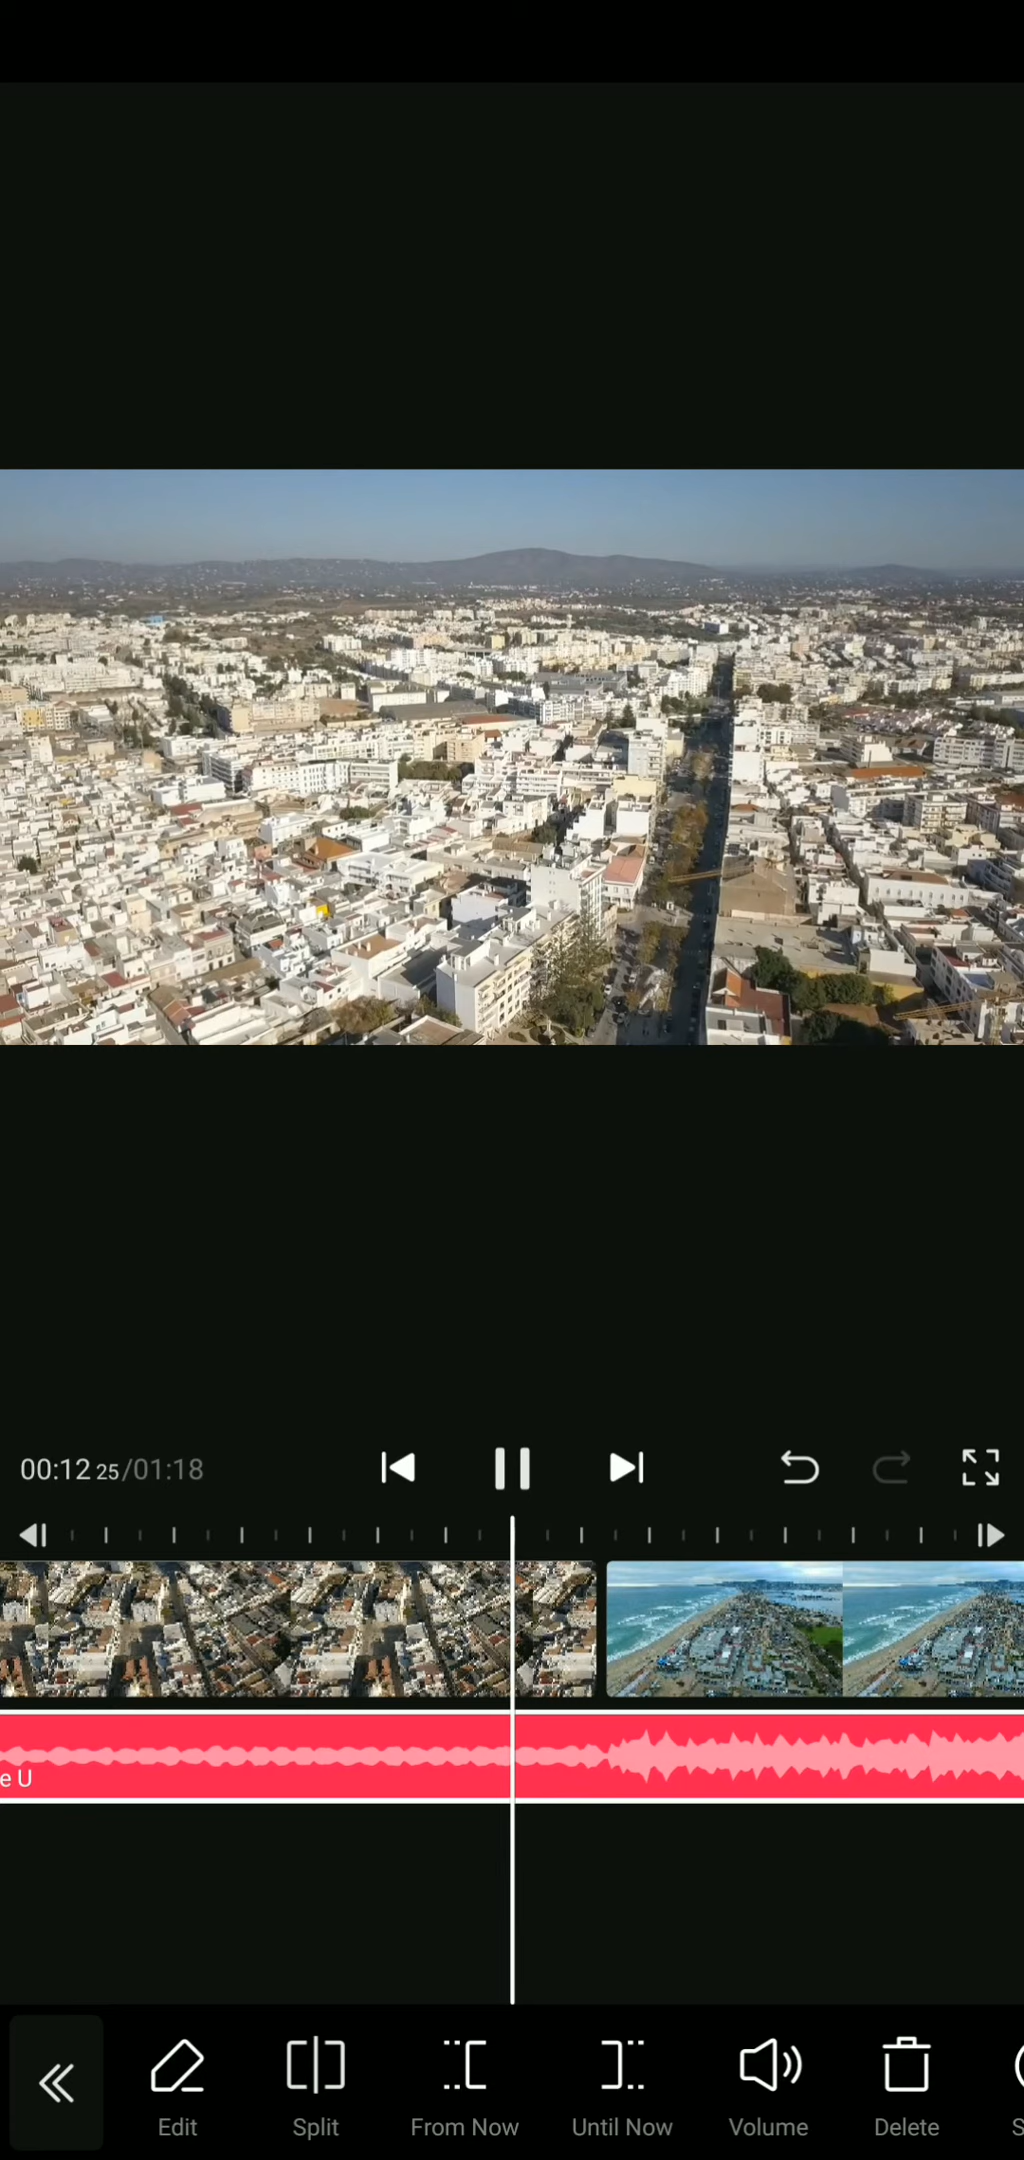 00:12 25/01:18
e U
Edit
Split
From Now
Until Now
Volume
Delete
S